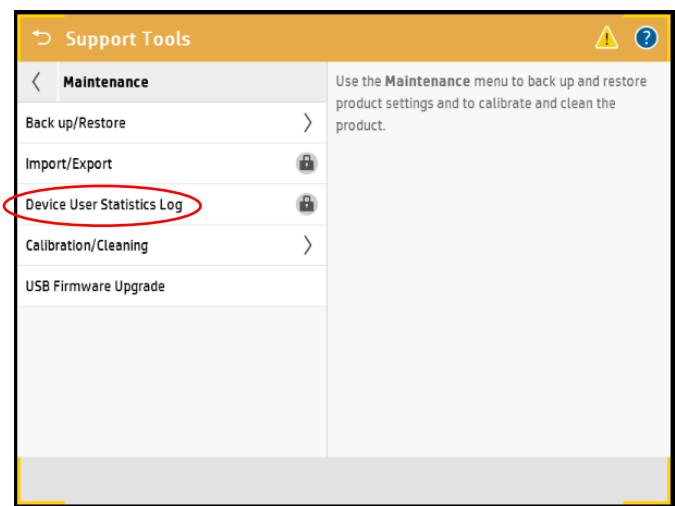 Support Tools
Maintenance
Back up/Restore
Import/Export
Device User Statistics Log
Calibration/Cleaning
USB Firmware Upgrade
Use the Maintenance menu to back up and restore
product settings and to calibrate and clean the
product.